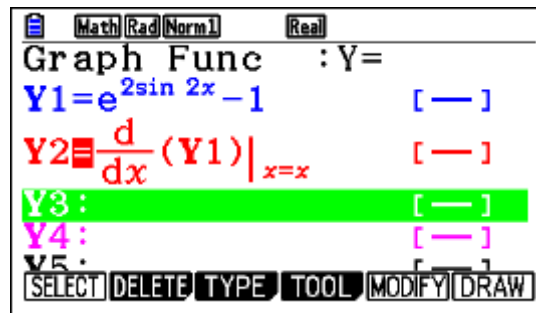 Math Rad Norm1 Real
Graph Func :Y=
Y1=e^(2sin 2x)−1 [—]
Y2=d/dx(Y1)|x=x [—]
Y3: [—]
Y4: [—]
Y5: [—]
SELECT DELETE TYPE TOOL MODIFY DRAW